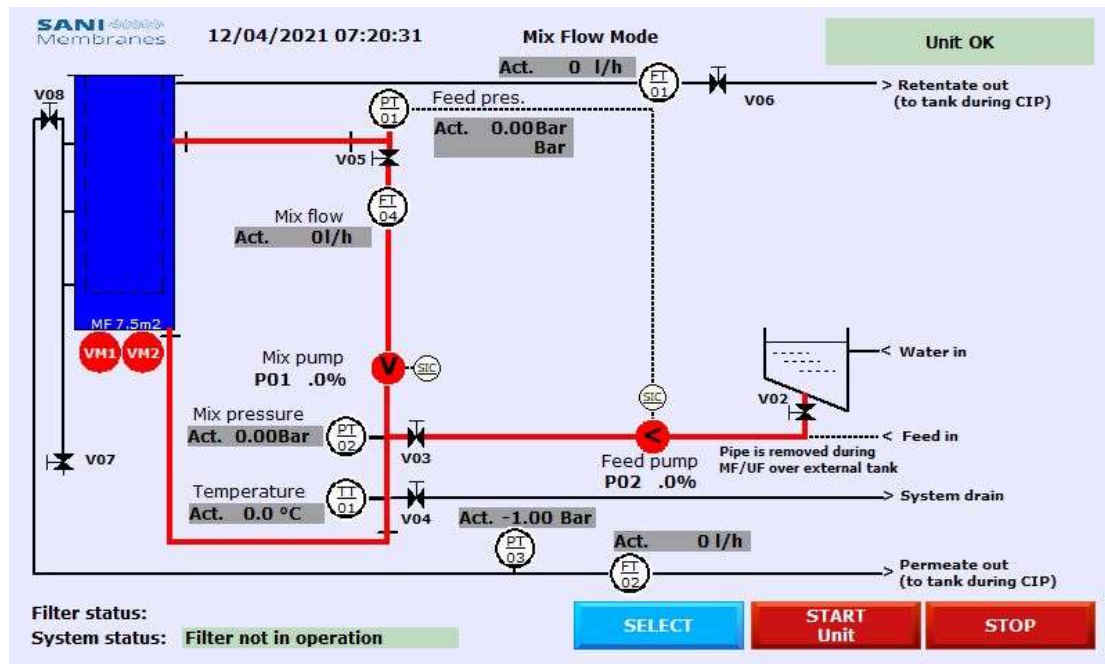 SANI
Membranes
12/04/2021 07:20:31
Mix Flow Mode
Unit OK
Act. 0 l/h
FT
01
V06
> Retentate out
(to tank during CIP)
V08
PT
01
Feed pres.
Act. 0.00Bar
Bar
V05
FT
04
Mix flow
Act. 0l/h
MF 7.5m2
VM1 VM2
Mix pump
P01 .0%
V
SIC
< Water in
V02
SIC
Mix pressure
Act. 0.00Bar
PT
02
V03
<
Feed pump
P02 .0%
< Feed in
Pipe is removed during
MF/UF over external tank
V07
Temperature
Act. 0.0 °C
TT
01
V04
> System drain
Act. -1.00 Bar
PT
03
Act. 0 l/h
FT
02
> Permeate out
(to tank during CIP)
Filter status:
System status: Filter not in operation
SELECT
START
Unit
STOP